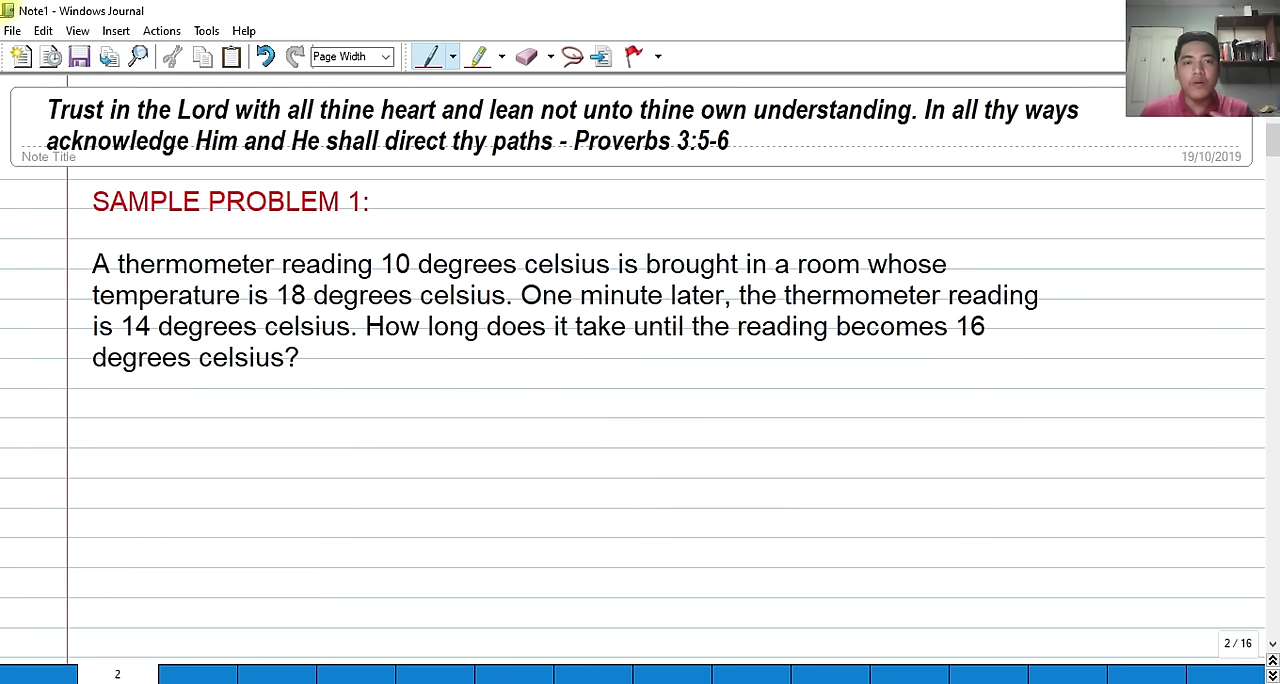 Note1 - Windows Journal
File Edit View Insert Actions Tools Help
Page Width
Trust in the Lord with all thine heart and lean not unto thine own understanding. In all thy ways
acknowledge Him and He shall direct thy paths - Proverbs 3:5-6
Note Title
19/10/2019
SAMPLE PROBLEM 1:
A thermometer reading 10 degrees celsius is brought in a room whose
temperature is 18 degrees celsius. One minute later, the thermometer reading
is 14 degrees celsius. How long does it take until the reading becomes 16
degrees celsius?
2 / 16
2